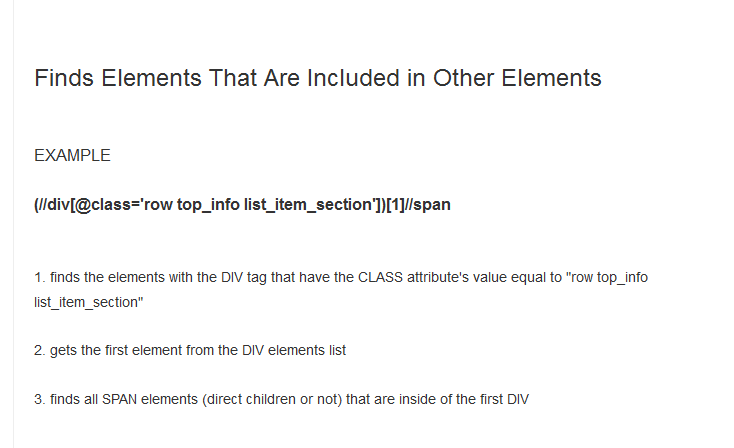 Finds Elements That Are Included in Other Elements
EXAMPLE
(//div[@class='row top_info list_item_section'])[1]//span
1. finds the elements with the DIV tag that have the CLASS attribute's value equal to "row top_info
list_item_section"
2. gets the first element from the DIV elements list
3. finds all SPAN elements (direct children or not) that are inside of the first DIV